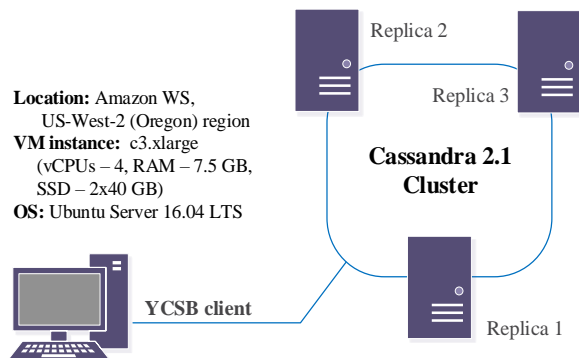 Replica 2
Replica 3
Location: Amazon WS,
US-West-2 (Oregon) region
VM instance: c3.xlarge
(vCPUs – 4, RAM – 7.5 GB,
SSD – 2x40 GB)
OS: Ubuntu Server 16.04 LTS
Cassandra 2.1
Cluster
YCSB client
Replica 1